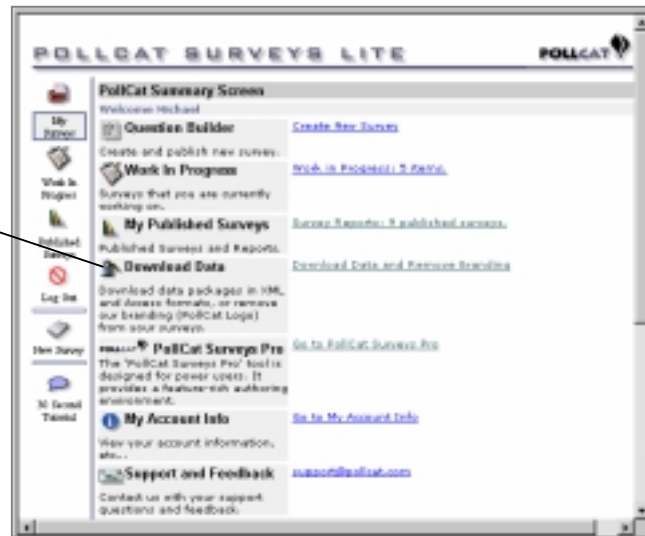 POLLCAT SURVEYS LITE
POLLCAT
PollCat Summary Screen
Welcome Michael
My
Surveys
Question Builder
Create New Survey
Create and publish new survey.
Work In Progress
Work in Progress: 5 items.
Surveys that you are currently
working on.
Work In
Progress
My Published Surveys
Survey Reports: 9 published surveys.
Published Surveys and Reports.
Published
Surveys
Download Data
Download Data and Remove Branding
Download data packages in XML
and Access formats, or remove
our branding (PollCat Logo)
from your surveys.
Log Out
New Survey
PollCat Surveys Pro
Go to PollCat Surveys Pro
The 'PollCat Surveys Pro' tool is
designed for power users. It
provides a feature-rich authoring
environment.
30 Second
Tutorial
My Account Info
Go to My Account Info
View your account information,
etc...
Support and Feedback
support@pollcat.com
Contact us with your support
questions and feedback.